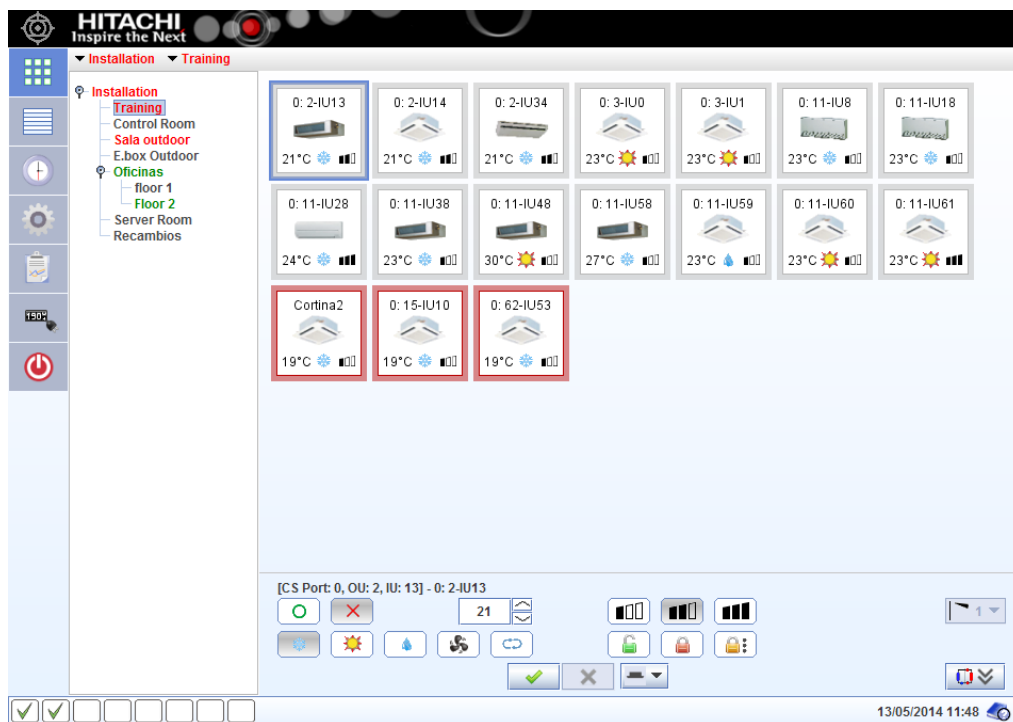 HITACHI
Inspire the Next
Installation Training
Installation
Training
Control Room
Sala outdoor
E.box Outdoor
Oficinas
floor 1
Floor 2
Server Room
Recambios
0: 2-IU13 0: 2-IU14 0: 2-IU34 0: 3-IU0 0: 3-IU1 0: 11-IU8 0: 11-IU18
21°C 21°C 21°C 23°C 23°C 23°C 23°C
0: 11-IU28 0: 11-IU38 0: 11-IU48 0: 11-IU58 0: 11-IU59 0: 11-IU60 0: 11-IU61
24°C 23°C 30°C 27°C 23°C 23°C 23°C
Cortina2 0: 15-IU10 0: 62-IU53
19°C 19°C 19°C
[CS Port: 0, OU: 2, IU: 13] - 0: 2-IU13
21
1
13/05/2014 11:48